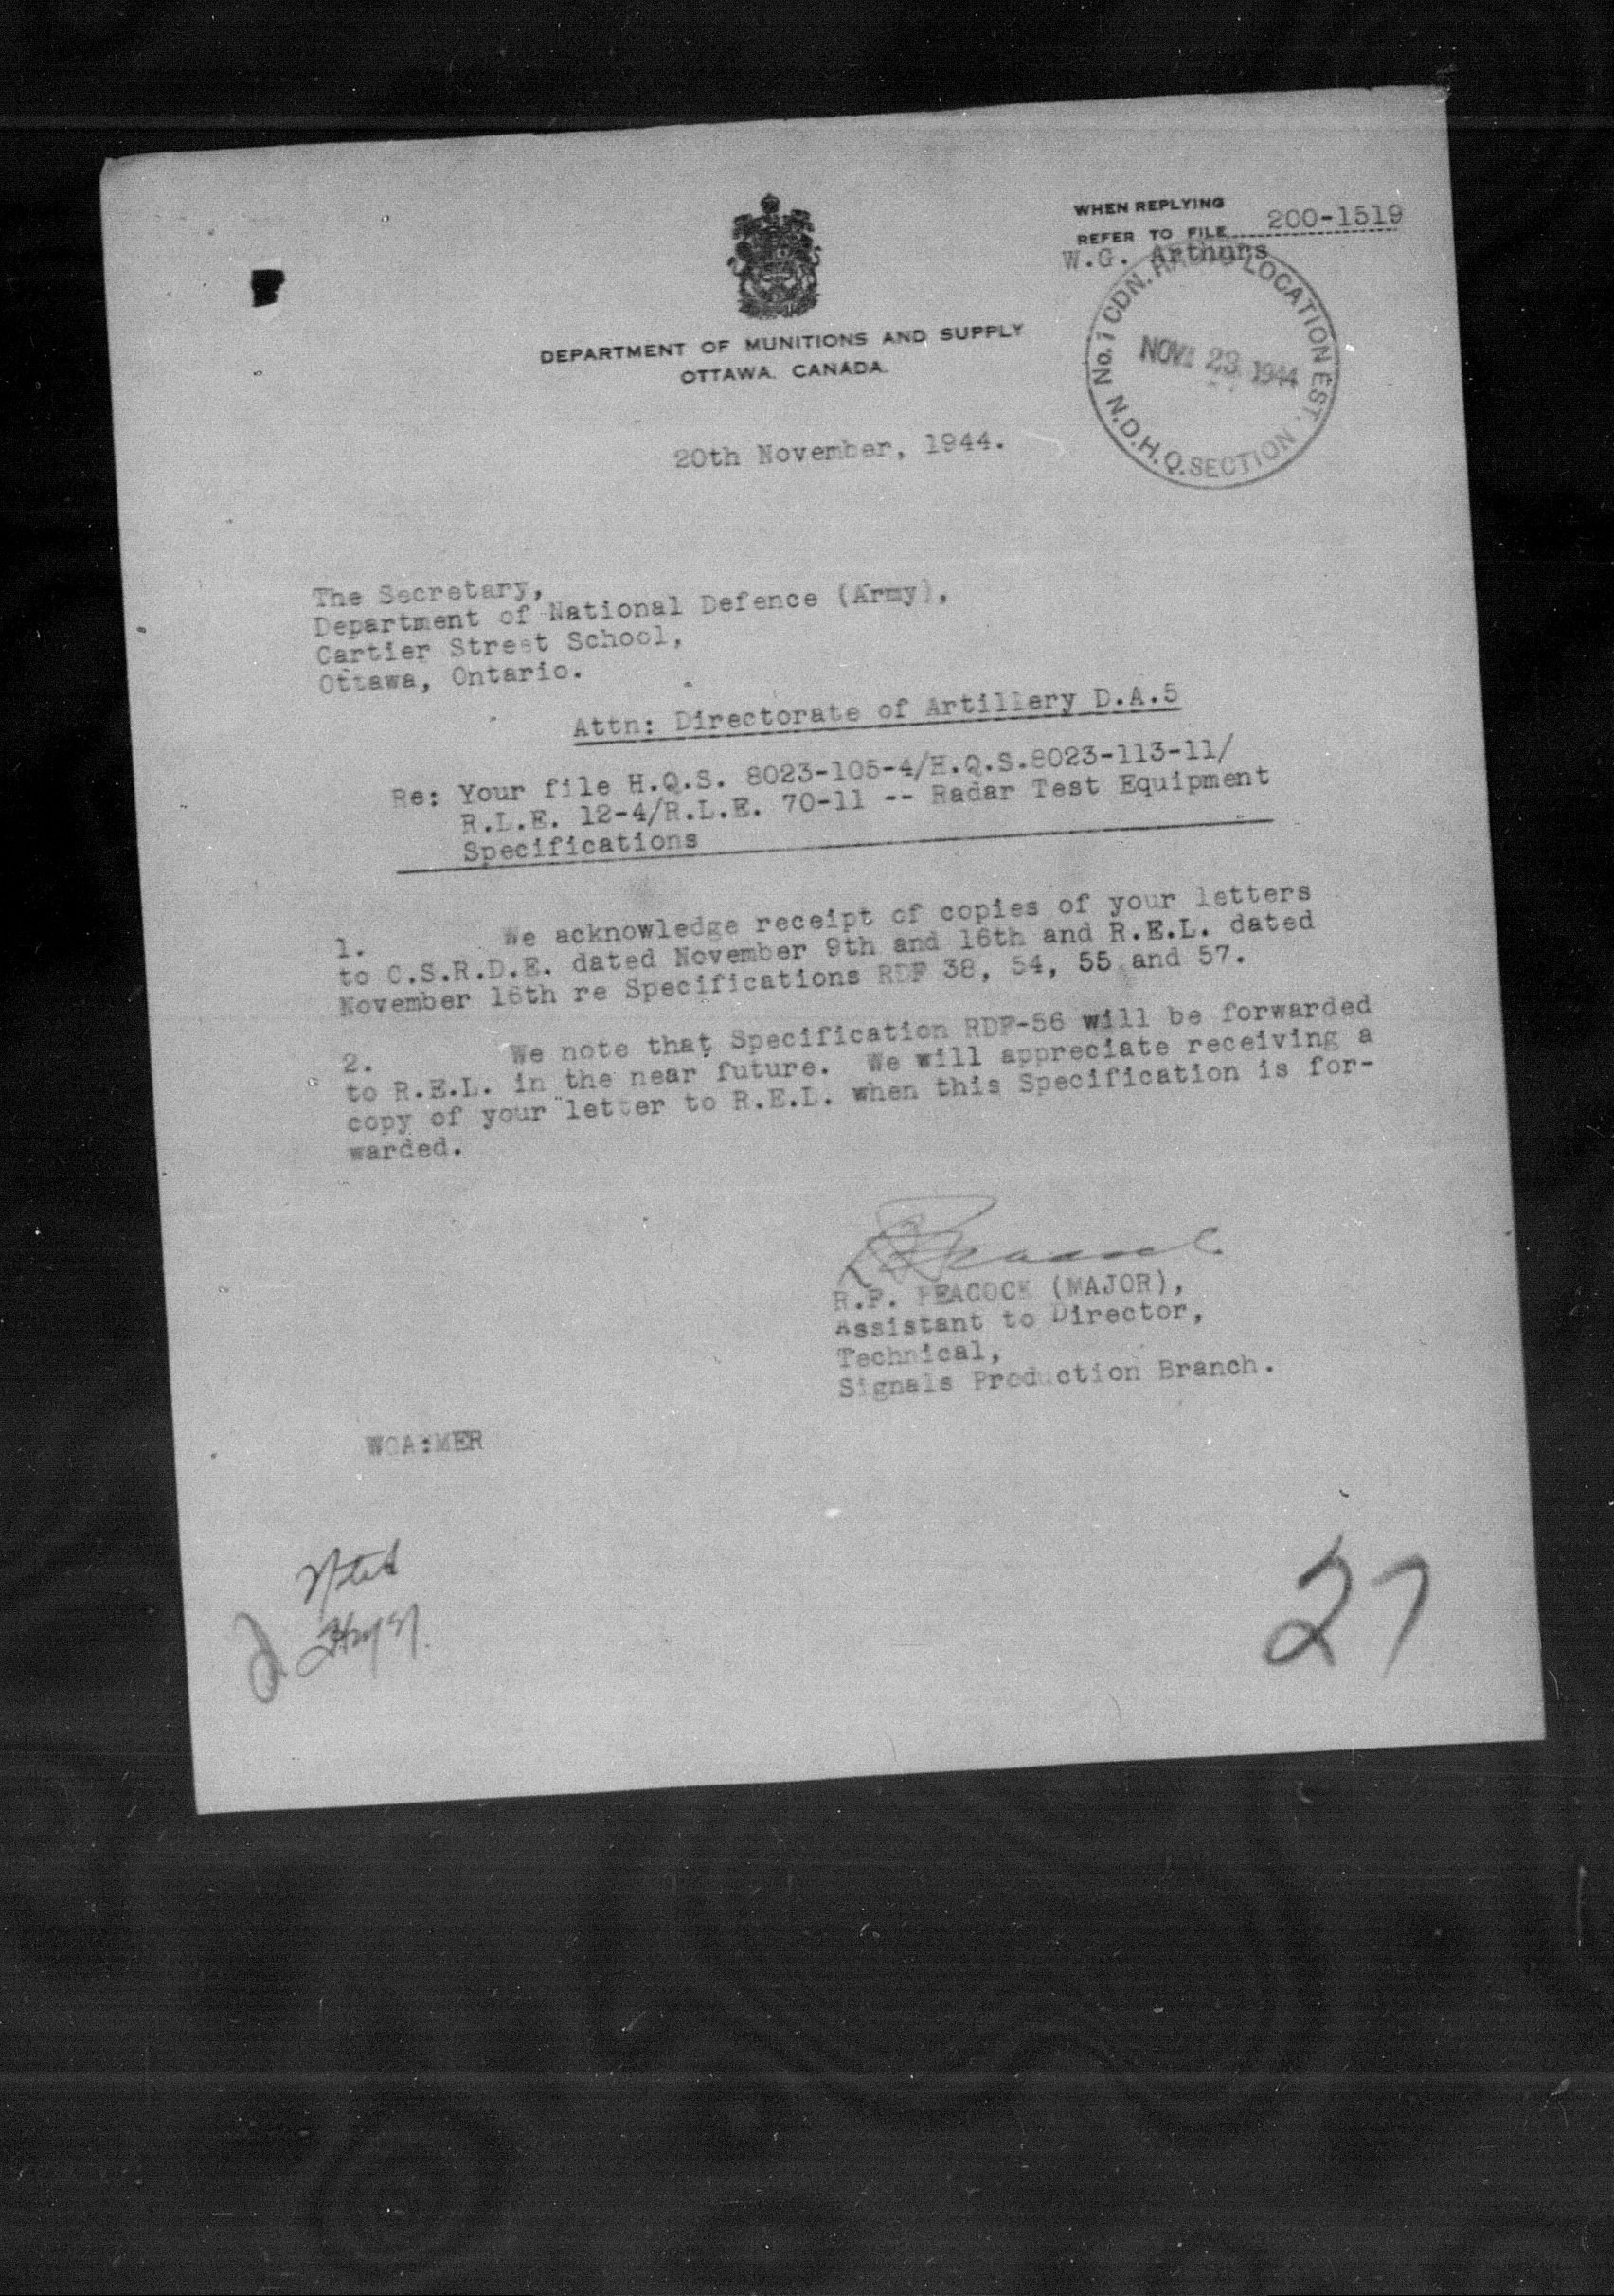 WHEN REPLYING
REFER TO FILE 200-1519
W.G. Arthurs
No. 1 CDN. RADIO LOCATION EST.
NOV 23 1944
N.D.H.Q. SECTION
DEPARTMENT OF MUNITIONS AND SUPPLY
OTTAWA. CANADA.
20th November, 1944.
The Secretary,
Department of National Defence (Army),
Cartier Street School,
Ottawa, Ontario.
Attn: Directorate of Artillery D.A.5
Re: Your file H.Q.S. 8023-105-4/H.Q.S.8023-113-11/
R.L.E. 12-4/R.L.E. 70-11 -- Radar Test Equipment
Specifications
1. We acknowledge receipt of copies of your letters
to C.S.R.D.E. dated November 9th and 16th and R.E.L. dated
November 16th re Specifications RDF 38, 54, 55 and 57.
2. We note that Specification RDF-56 will be forwarded
to R.E.L. in the near future. We will appreciate receiving a
copy of your letter to R.E.L. when this Specification is for-
warded.
R.F. PEACOCK (MAJOR),
Assistant to Director,
Technical,
Signals Production Branch.
WGA:MER
Noted
27